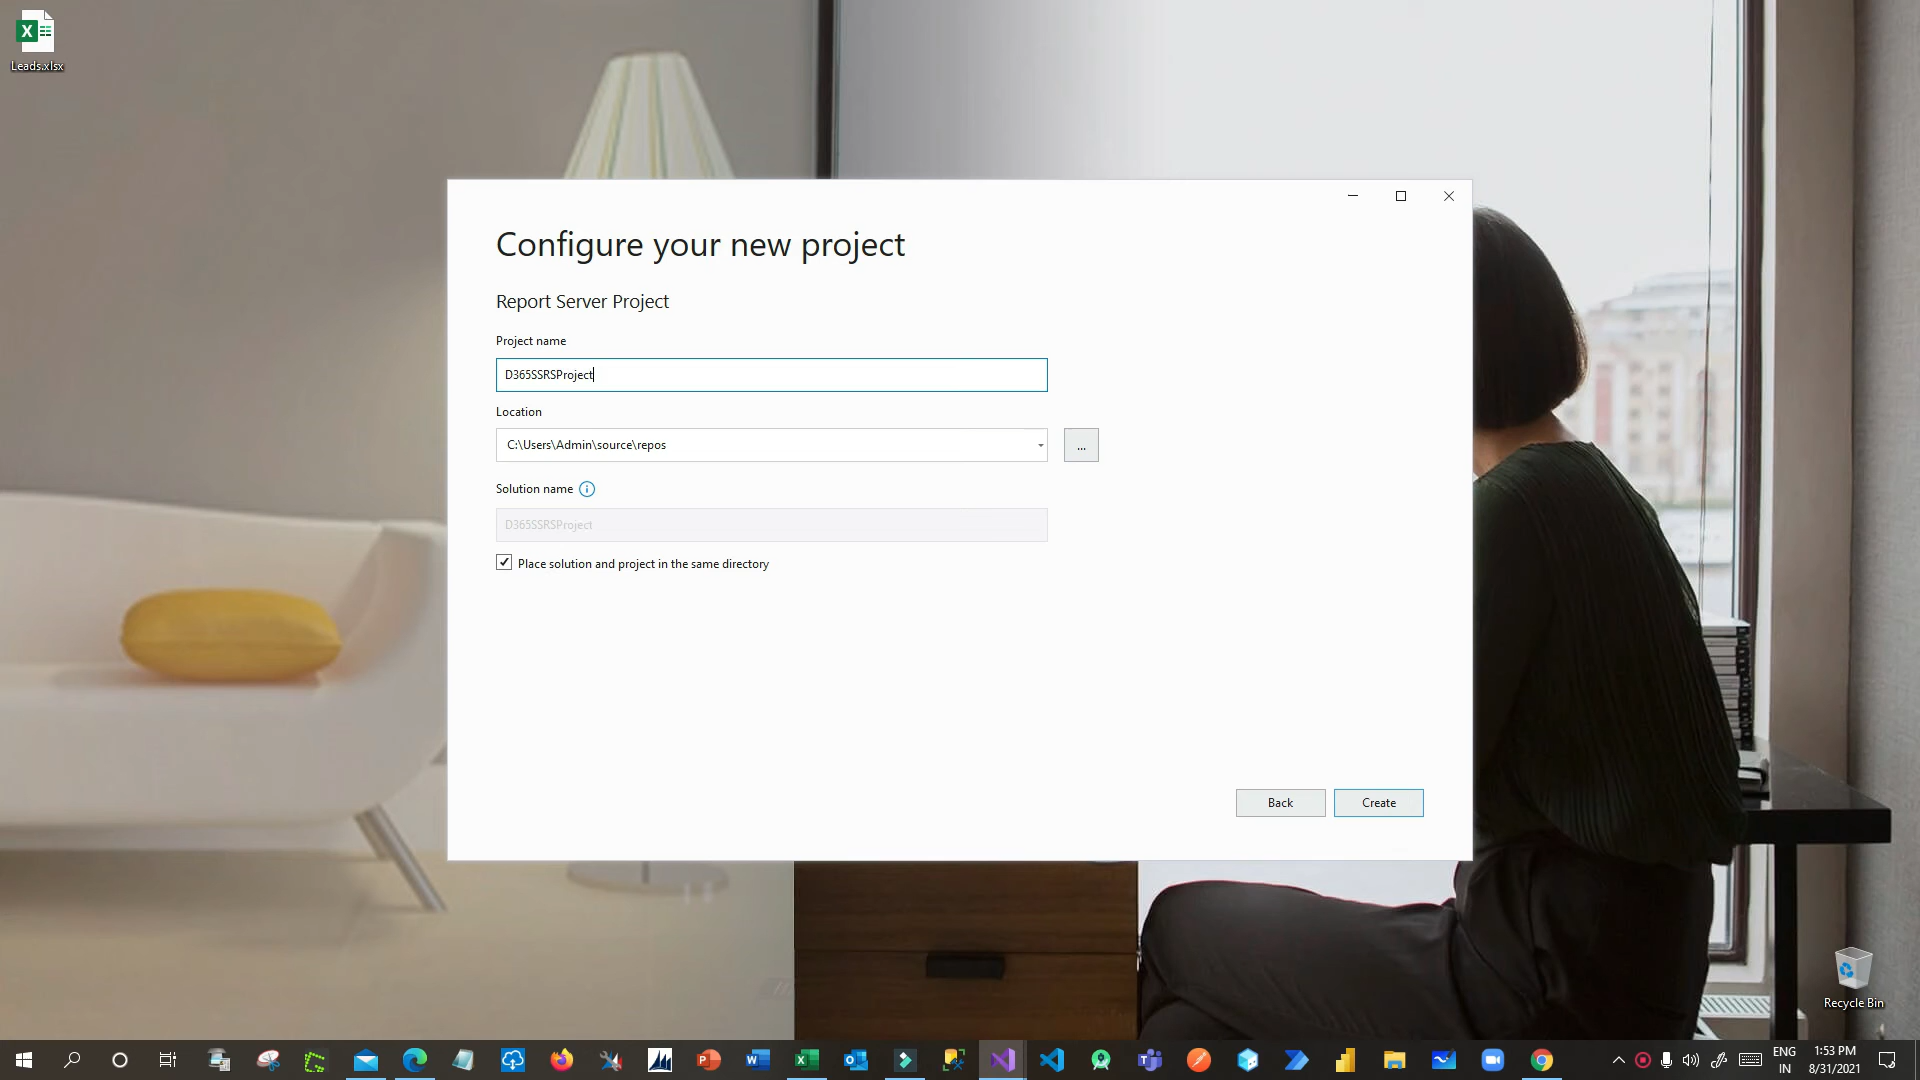 Leads.xlsx
Configure your new project
Report Server Project
Project name
D365SSRSProject
Location
C:\Users\Admin\source\repos
...
Solution name
D365SSRSProject
Place solution and project in the same directory
Back
Create
Recycle Bin
ENG
IN
1:53 PM
8/31/2021